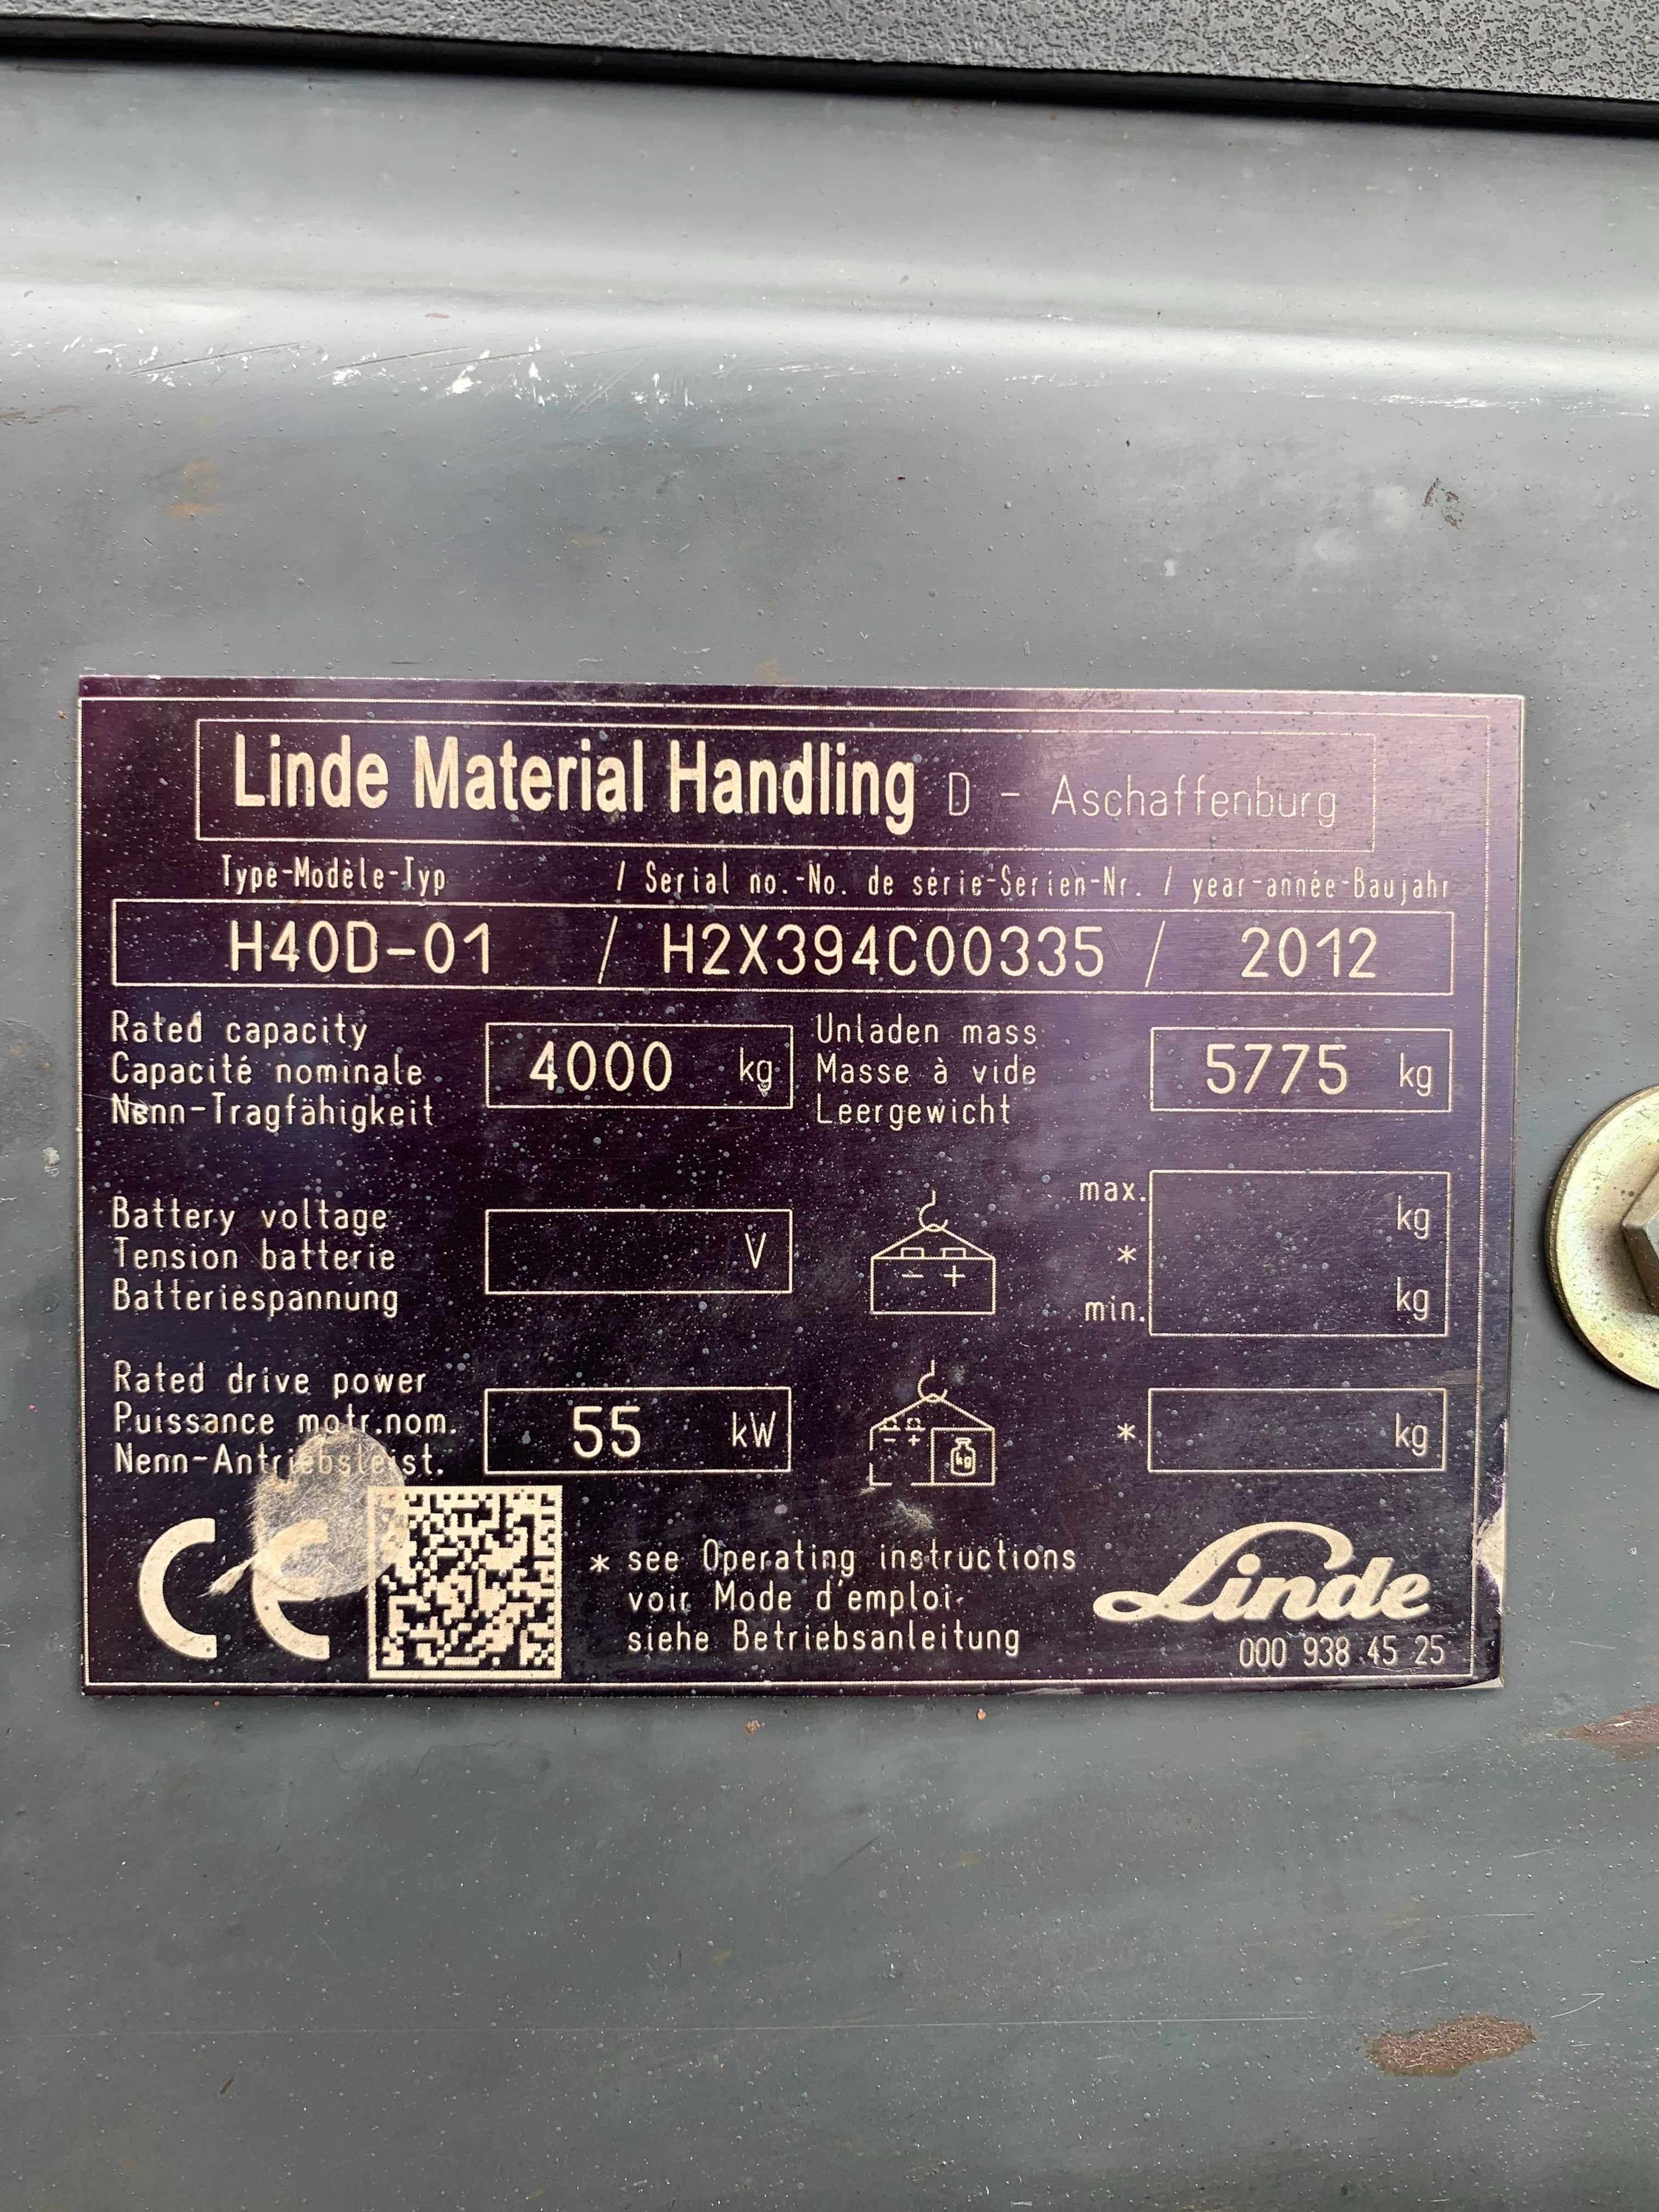 Linde Material Handling D - Aschaffenburg
Type-Modèle-Typ / Serial no.-No. de série-Serien-Nr. / year-année-Baujahr
H40D-01 / H2X394C00335 / 2012
Rated capacity
Capacité nominale
Nenn-Tragfähigkeit
4000 kg
Unladen mass
Masse à vide
Leergewicht
5775 kg
Battery voltage
Tension batterie
Batteriespannung
V
- +
max. kg
*
min. kg
Rated drive power
Puissance motr.nom.
Nenn-Antriebsleist.
55 kW
- +
kg
* kg
CE
* see Operating instructions
voir Mode d'emploi
siehe Betriebsanleitung
Linde
000 938 45 25